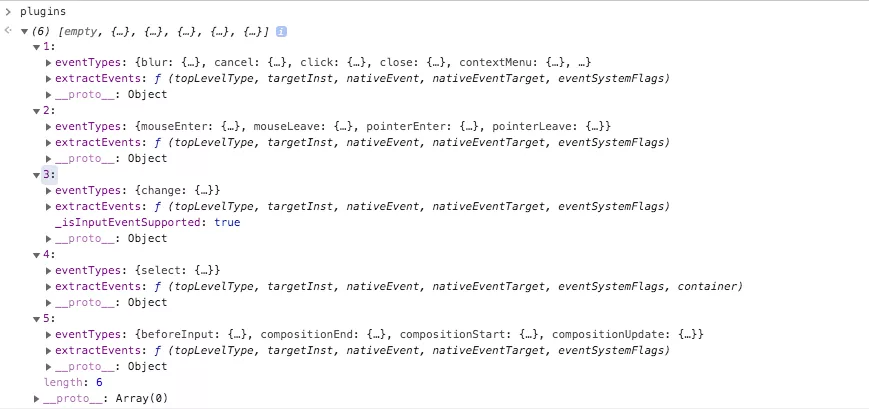 plugins
(6) [empty, {…}, {…}, {…}, {…}, {…}] i
1:
eventTypes: {blur: {…}, cancel: {…}, click: {…}, close: {…}, contextMenu: {…}, …}
extractEvents: ƒ (topLevelType, targetInst, nativeEvent, nativeEventTarget, eventSystemFlags)
__proto__: Object
2:
eventTypes: {mouseEnter: {…}, mouseLeave: {…}, pointerEnter: {…}, pointerLeave: {…}}
extractEvents: ƒ (topLevelType, targetInst, nativeEvent, nativeEventTarget, eventSystemFlags)
__proto__: Object
3:
eventTypes: {change: {…}}
extractEvents: ƒ (topLevelType, targetInst, nativeEvent, nativeEventTarget, eventSystemFlags)
_isInputEventSupported: true
__proto__: Object
4:
eventTypes: {select: {…}}
extractEvents: ƒ (topLevelType, targetInst, nativeEvent, nativeEventTarget, eventSystemFlags, container)
__proto__: Object
5:
eventTypes: {beforeInput: {…}, compositionEnd: {…}, compositionStart: {…}, compositionUpdate: {…}}
extractEvents: ƒ (topLevelType, targetInst, nativeEvent, nativeEventTarget, eventSystemFlags)
__proto__: Object
length: 6
__proto__: Array(0)